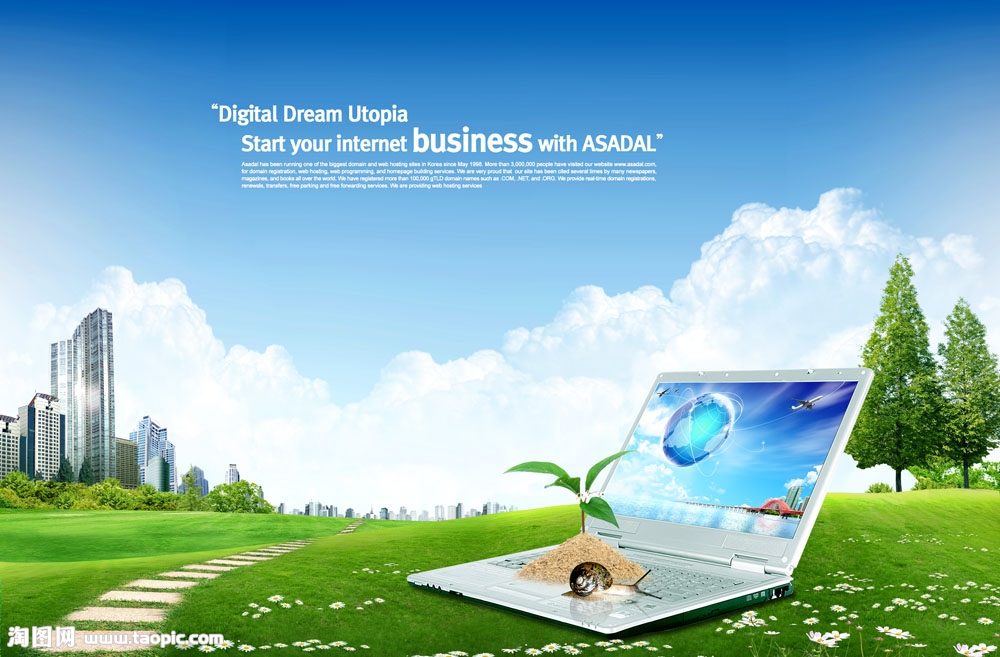 “Digital Dream Utopia
Start your internet business with ASADAL”
Asadal has been running one of the biggest domain and web hosting sites in Korea since May 1998. More than 3,000,000 people have visited our website www.asadal.com,
for domain registration, web hosting, web programming, and homepage building services. We are very proud that our site has been cited several times by many newspapers,
magazines, and books all over the world. We have registered more than 100,000 gTLD domain names such as .COM, .NET, and .ORG. We provide real-time domain registrations,
renewals, transfers, free parking and free forwarding services. We are providing web hosting services
淘图网 www.taopic.com